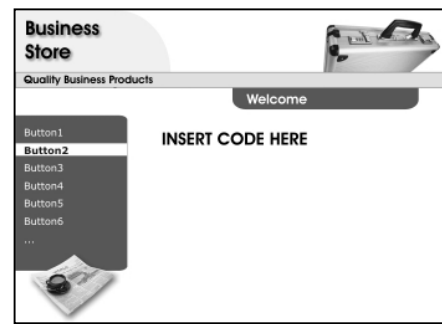 Business
Store
Quality Business Products
Welcome
Button1
Button2
Button3
Button4
Button5
Button6
...
INSERT CODE HERE